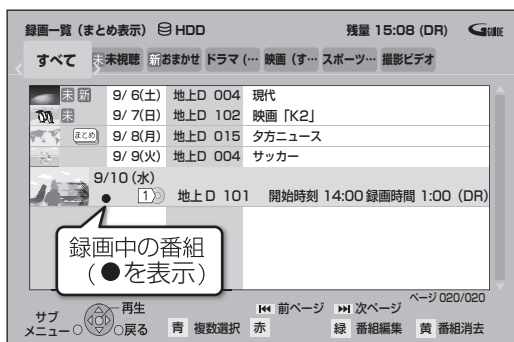 録画一覧（まとめ表示） HDD 残量 15:08 (DR) GGUIDE
すべて 未 未視聴 新 おまかせ ドラマ (… 映画 (す… スポーツ… 撮影ビデオ
未 新 9/ 6(土) 地上D 004 現代
未 9/ 7(日) 地上D 102 映画「K2」
まとめ 9/ 8(月) 地上D 015 夕方ニュース
9/ 9(火) 地上D 004 サッカー
9/10 (水)
● 1 地上D 101 開始時刻 14:00 録画時間 1:00 (DR)
録画中の番組
（●を表示）
ページ 020/020
サブ
メニュー 再生
戻る
⏮ 前ページ ⏭ 次ページ
青 複数選択 赤 緑 番組編集 黄 番組消去